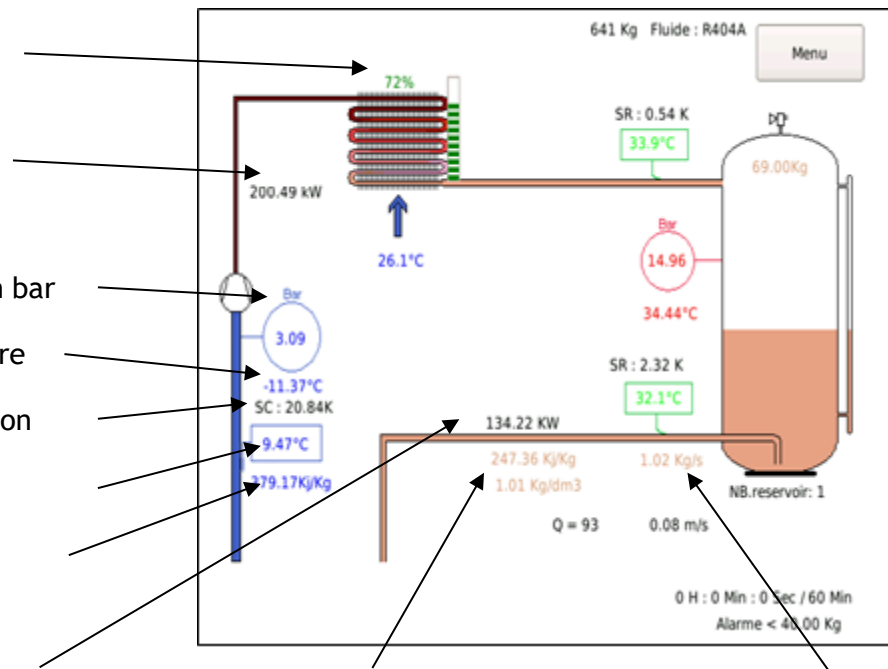 641 Kg Fluide : R404A
Menu
72%
SR : 0.54 K
33.9°C
69.00Kg
200.49 kW
26.1°C
Bar
14.96
34.44°C
bar
Bar
3.09
re
-11.37°C
SC : 20.84K
on
9.47°C
379.17Kj/Kg
SR : 2.32 K
32.1°C
134.22 KW
247.36 Kj/Kg
1.02 Kg/s
1.01 Kg/dm3
NB.reservoir: 1
Q = 93
0.08 m/s
0 H : 0 Min : 0 Sec / 60 Min
Alarme < 40.00 Kg